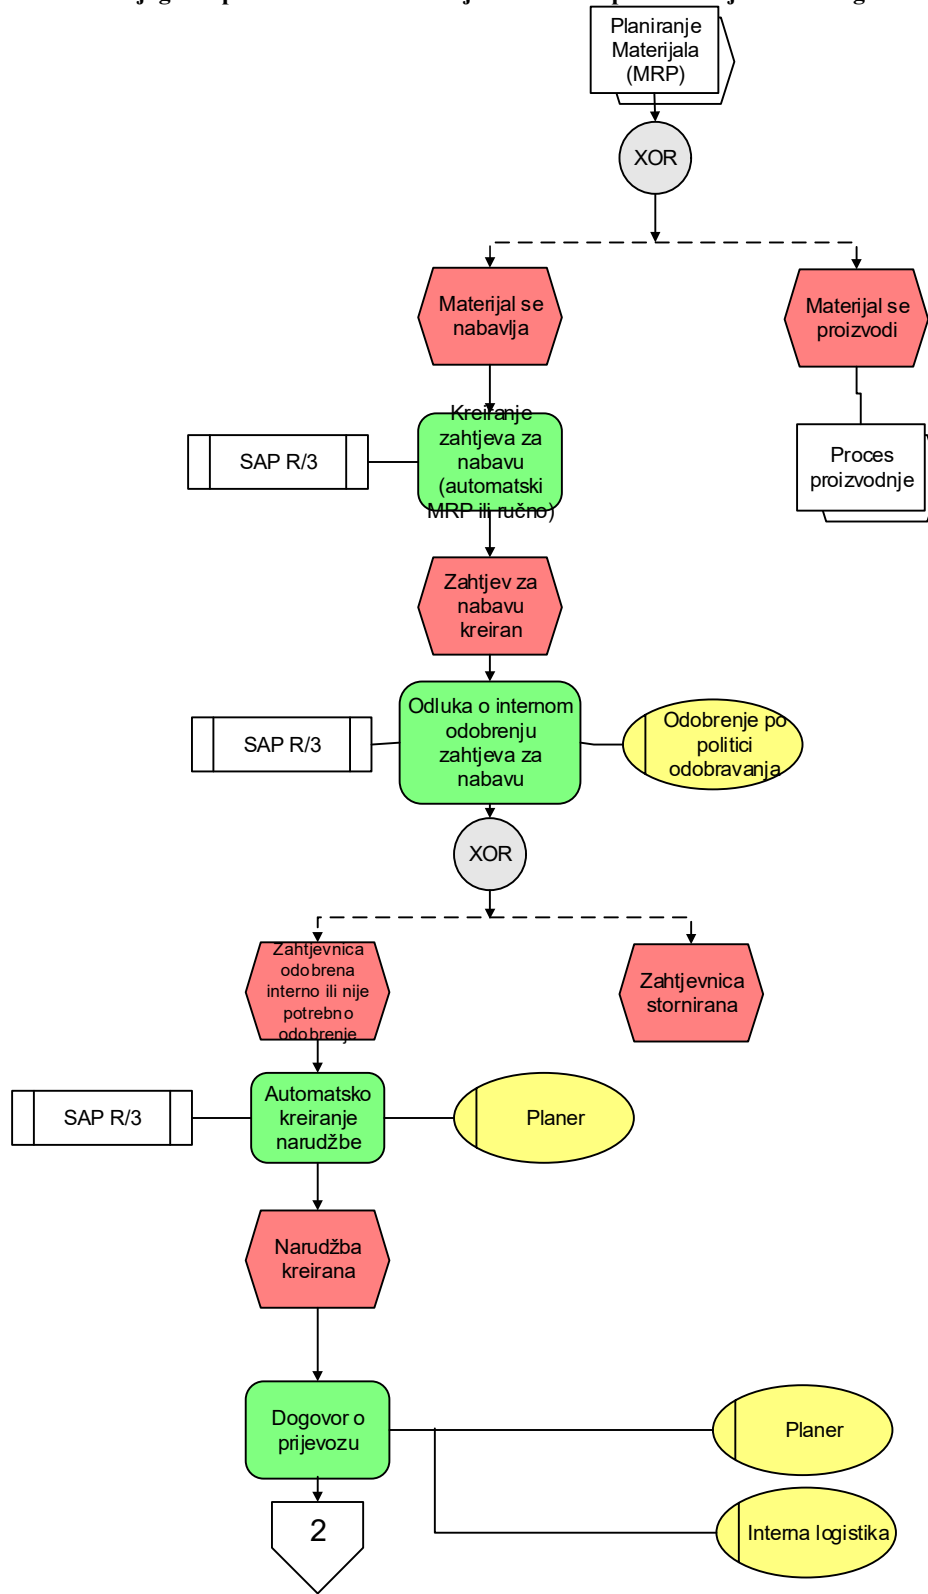 Planiranje
Materijala
(MRP)
XOR
Materijal se
nabavlja
Materijal se
proizvodi
Kreiranje
zahtjeva za
nabavu
(automatski
MRP ili ručno)
SAP R/3
Proces
proizvodnje
Zahtjev za
nabavu
kreiran
Odluka o internom
odobrenju
zahtjeva za
nabavu
SAP R/3
Odobrenje po
politici
odobravanja
XOR
Zahtjevnica
odobrena
interno ili nije
potrebno
odobrenje
Zahtjevnica
stornirana
SAP R/3
Automatsko
kreiranje
narudžbe
Planer
Narudžba
kreirana
Dogovor o
prijevozu
Planer
2
Interna logistika